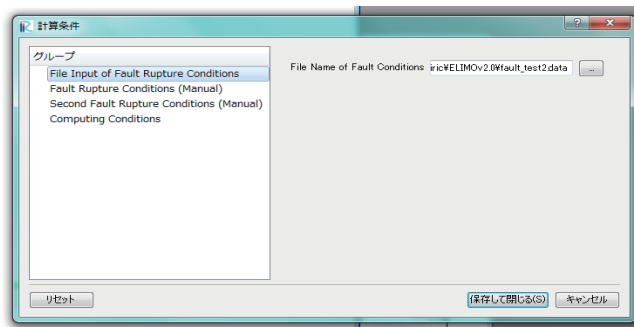 計算条件
グループ
File Input of Fault Rupture Conditions
Fault Rupture Conditions (Manual)
Second Fault Rupture Conditions (Manual)
Computing Conditions
File Name of Fault Conditions iric¥ELIMOv2.0¥fault_test2.data ...
リセット
保存して閉じる(S) キャンセル